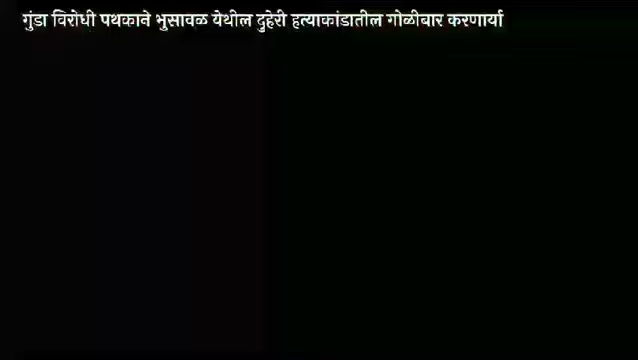 गुंडा विरोधी पथकाने भुसावळ येथील दुहेरी हत्याकांडातील गोळीबार करणार्या